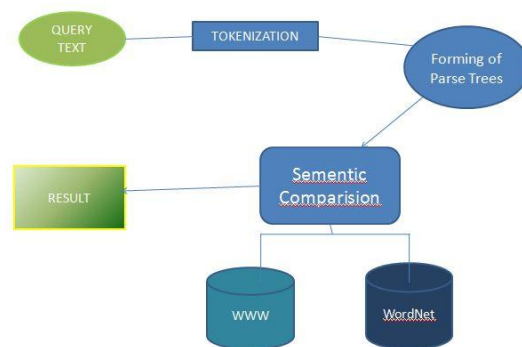 QUERY
TEXT
TOKENIZATION
Forming of
Parse Trees
Sementic
Comparision
RESULT
WWW
WordNet